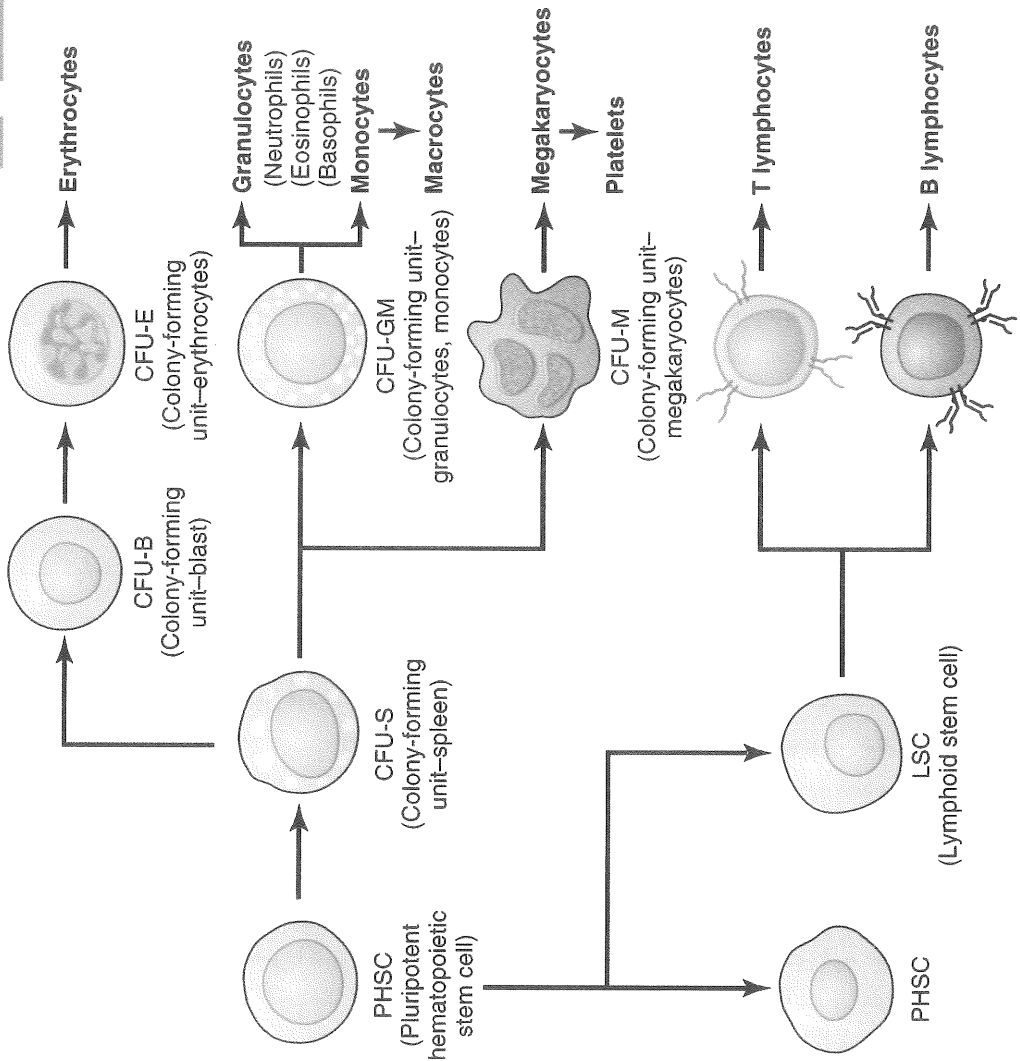 PHSC
(Pluripotent
hematopoietic
stem cell)
CFU-S
(Colony-forming
unit–spleen)
CFU-B
(Colony-forming
unit–blast)
CFU-E
(Colony-forming
unit–erythrocytes)
Erythrocytes
CFU-GM
(Colony-forming unit–
granulocytes, monocytes)
Granulocytes
(Neutrophils)
(Eosinophils)
(Basophils)
Monocytes
Macrocytes
CFU-M
(Colony-forming unit–
megakaryocytes)
Megakaryocytes
Platelets
PHSC
LSC
(Lymphoid stem cell)
T lymphocytes
B lymphocytes